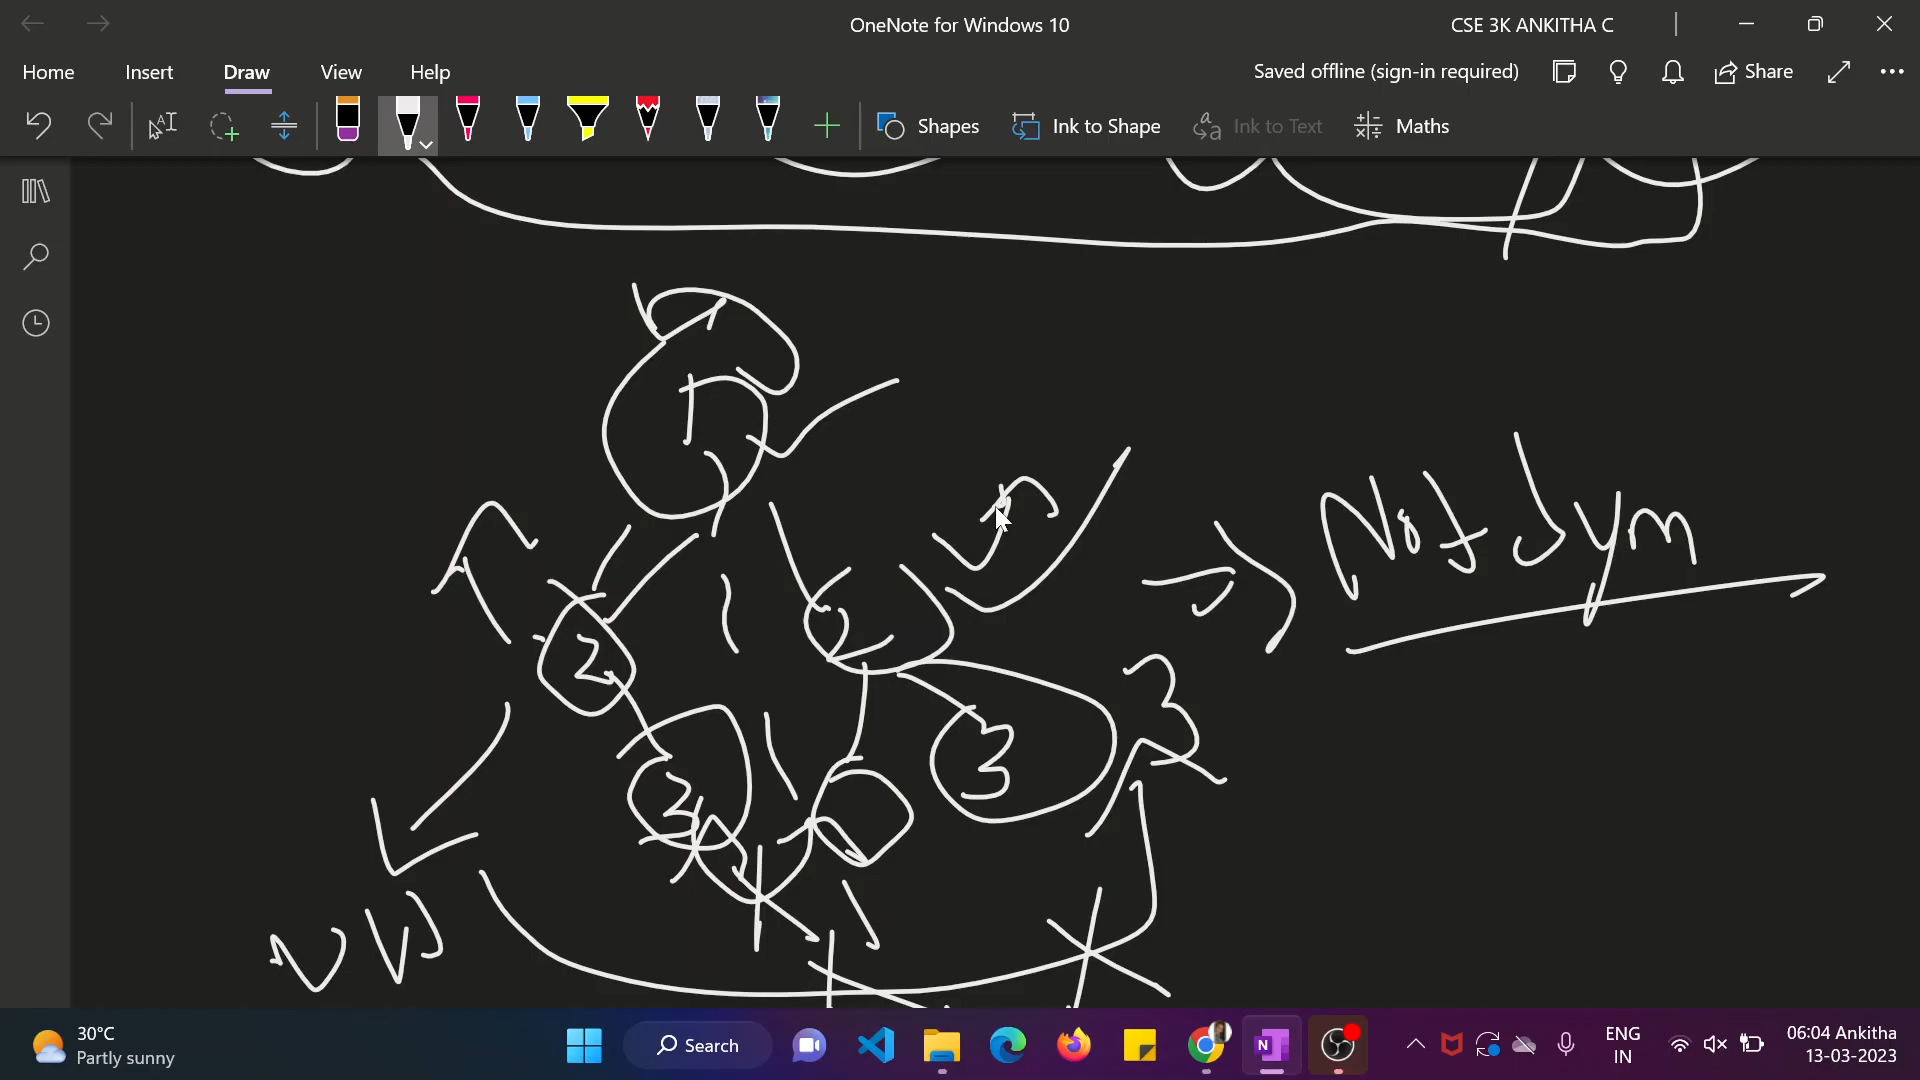 OneNote for Windows 10
CSE 3K ANKITHA C
Home Insert Draw View Help
Saved offline (sign-in required)
Share
Shapes
Ink to Shape
Ink to Text
Maths
1
2
2
3
3
3
Not sym
30°C
Partly sunny
Search
ENG
IN
06:04 Ankitha
13-03-2023